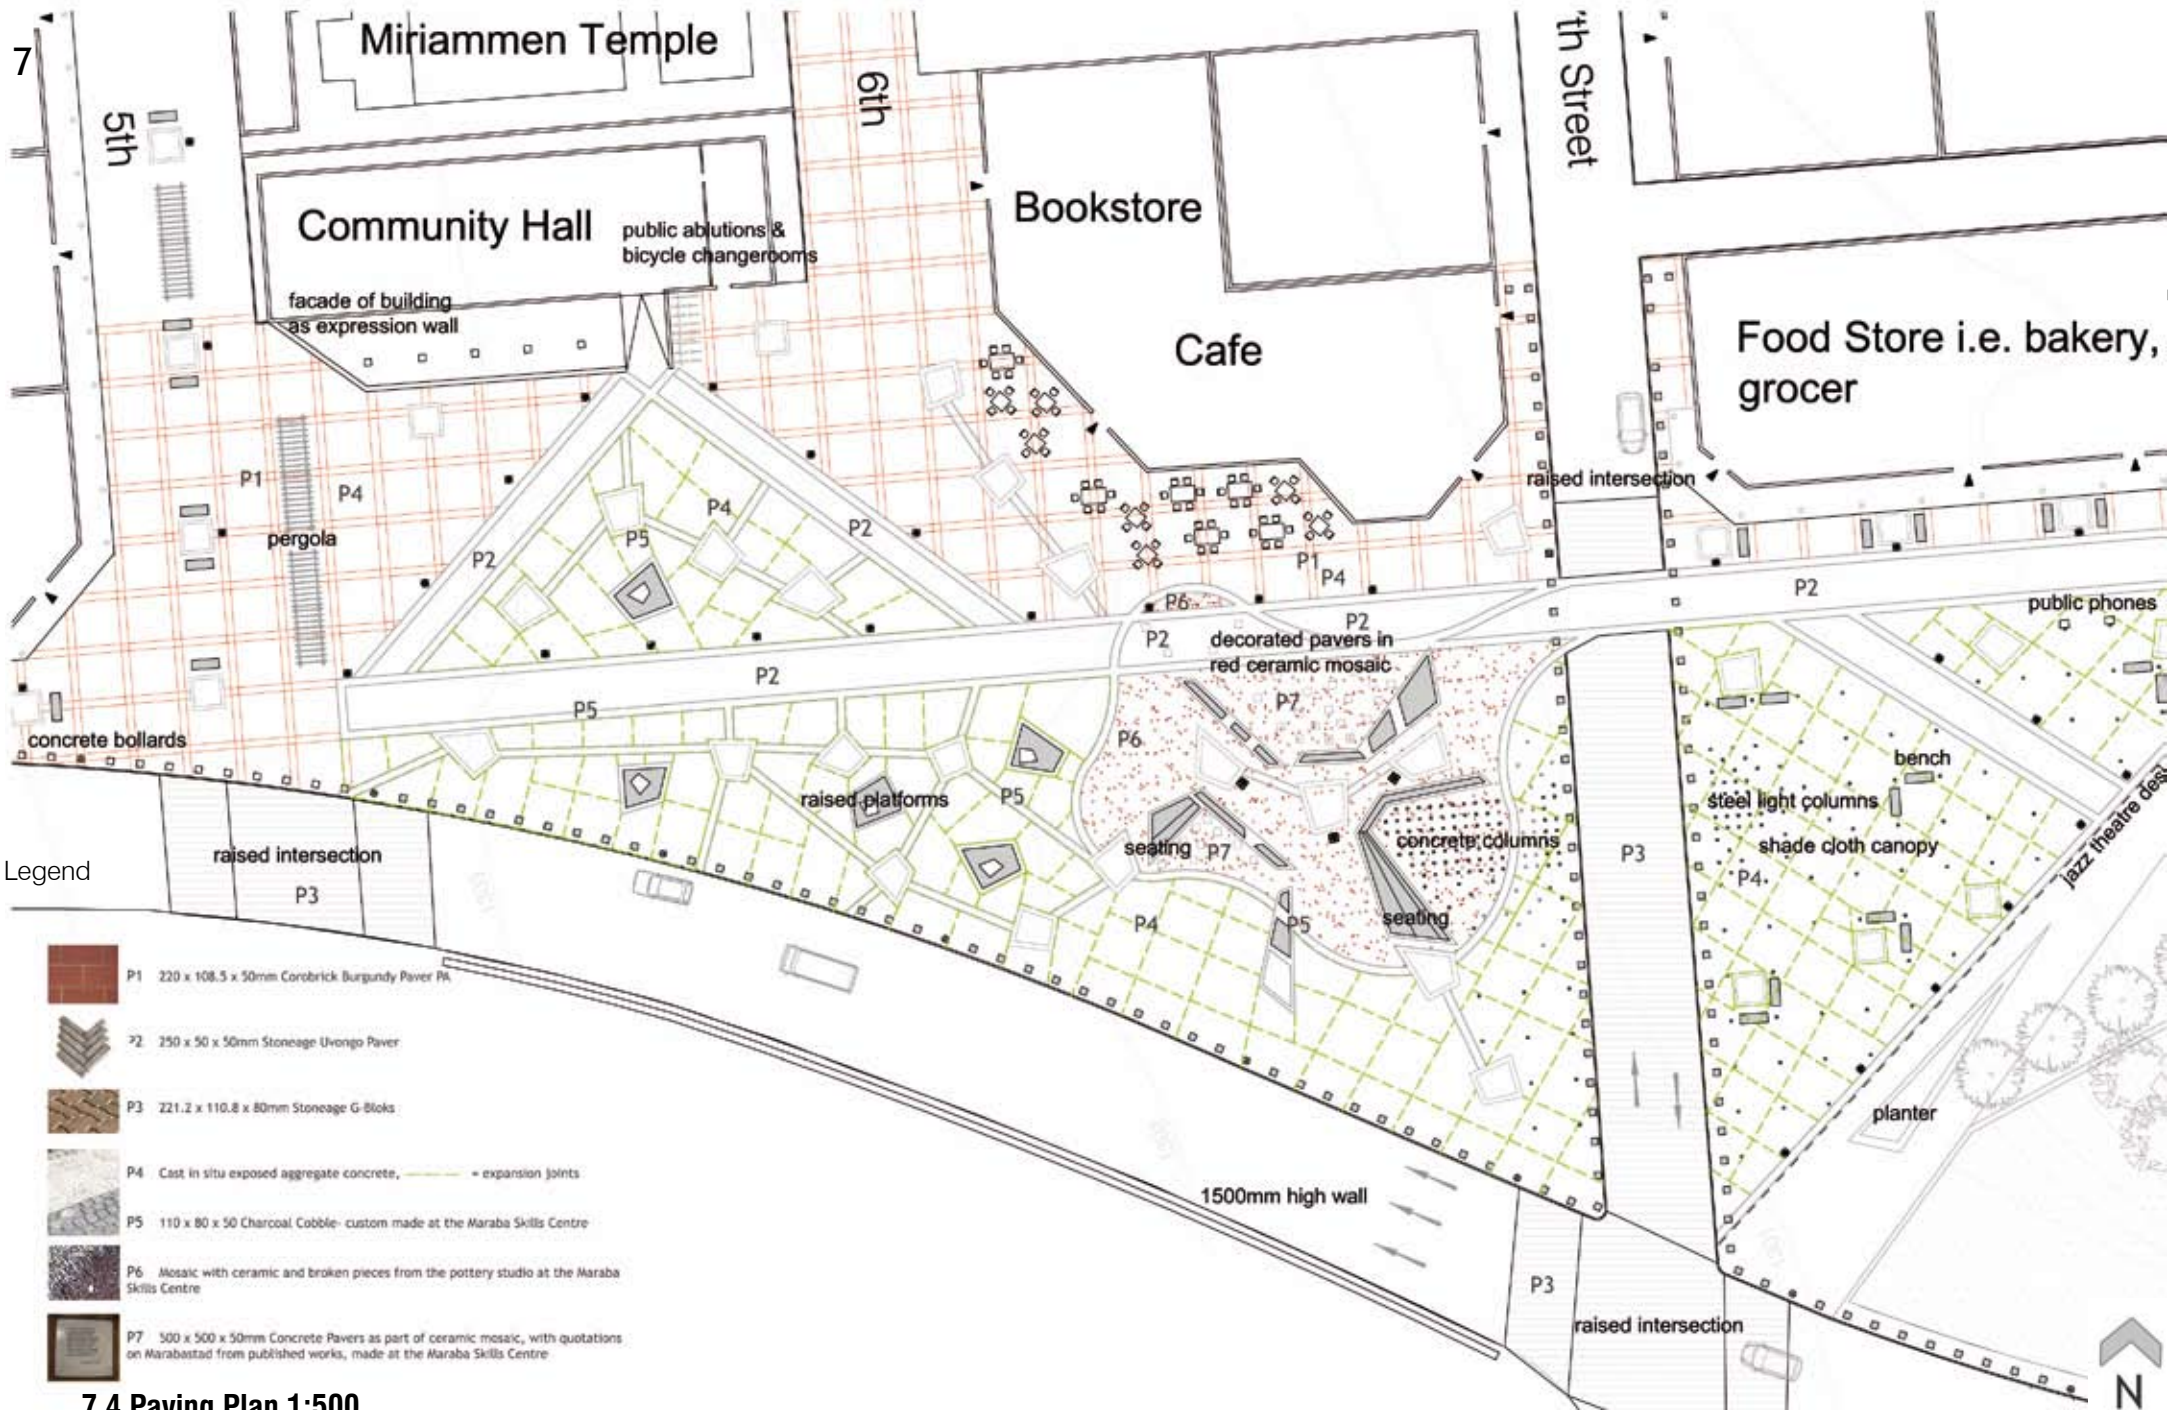 7
Miriammen Temple
5th
6th
'th Street
Community Hall
public ablutions &
bicycle changerooms
Bookstore
facade of building
as expression wall
Cafe
Food Store i.e. bakery,
grocer
raised intersection
P1
P4
pergola
P2
P4
P5
P2
P1
P4
P2
public phones
P6
P2
P2
decorated pavers in
red ceramic mosaic
P2
P5
P7
P6
concrete bollards
bench
raised platforms
P5
steel light columns
concrete columns
shade cloth canopy
seating
P7
P3
P4
jazz theatre des
raised intersection
P3
Legend
P4
P5
seating
planter
1500mm high wall
P3
raised intersection
P1 220 x 108.5 x 50mm Corobrick Burgundy Paver PA
P2 250 x 50 x 50mm Stoneage Uvongo Paver
P3 221.2 x 110.8 x 80mm Stoneage G-Bloks
P4 Cast in situ exposed aggregate concrete, = expansion joints
P5 110 x 80 x 50 Charcoal Cobble- custom made at the Maraba Skills Centre
P6 Mosaic with ceramic and broken pieces from the pottery studio at the Maraba
Skills Centre
P7 500 x 500 x 50mm Concrete Pavers as part of ceramic mosaic, with quotations
on Marabastad from published works, made at the Maraba Skills Centre
7.4 Paving Plan 1:500
N